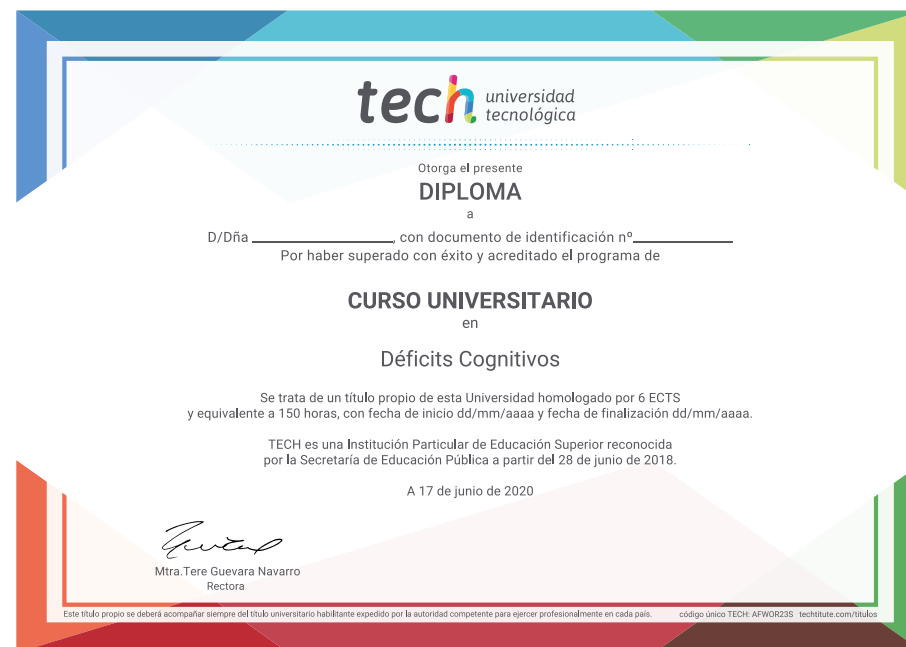 tech universidad
tecnológica
Otorga el presente
DIPLOMA
a
D/Dña ____________________, con documento de identificación nº______________
Por haber superado con éxito y acreditado el programa de
CURSO UNIVERSITARIO
en
Déficits Cognitivos
Se trata de un título propio de esta Universidad homologado por 6 ECTS
y equivalente a 150 horas, con fecha de inicio dd/mm/aaaa y fecha de finalización dd/mm/aaaa.
TECH es una Institución Particular de Educación Superior reconocida
por la Secretaría de Educación Pública a partir del 28 de junio de 2018.
A 17 de junio de 2020
Mtra.Tere Guevara Navarro
Rectora
Este título propio se deberá acompañar siempre del título universitario habilitante expedido por la autoridad competente para ejercer profesionalmente en cada país. código único TECH: AFWOR23S techtitute.com/titulos